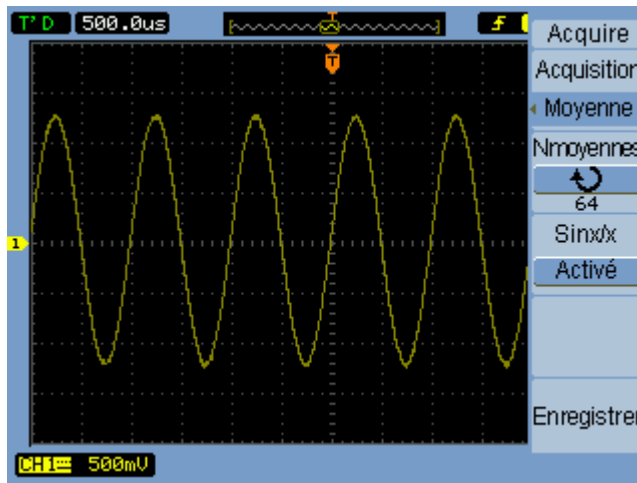 T' D 500.0us
T
T
1
CH1 500mV
Acquire
Acquisition
Moyenne
Nmoyennes
64
Sinx/x
Activé
Enregistrer